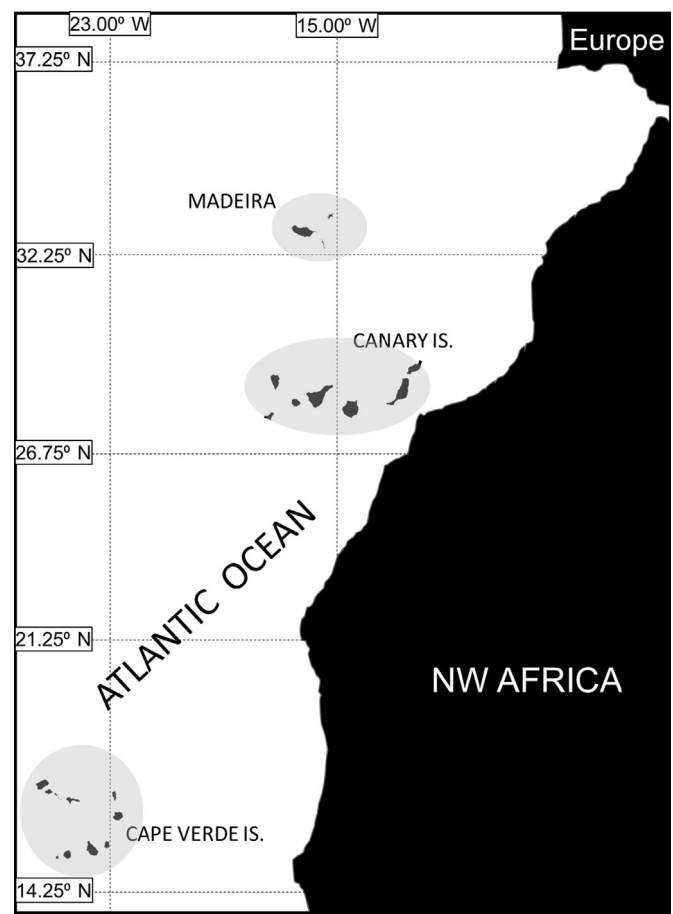 23.00º W
15.00º W
Europe
37.25º N
MADEIRA
32.25º N
CANARY IS.
26.75º N
ATLANTIC OCEAN
21.25º N
NW AFRICA
CAPE VERDE IS.
14.25º N